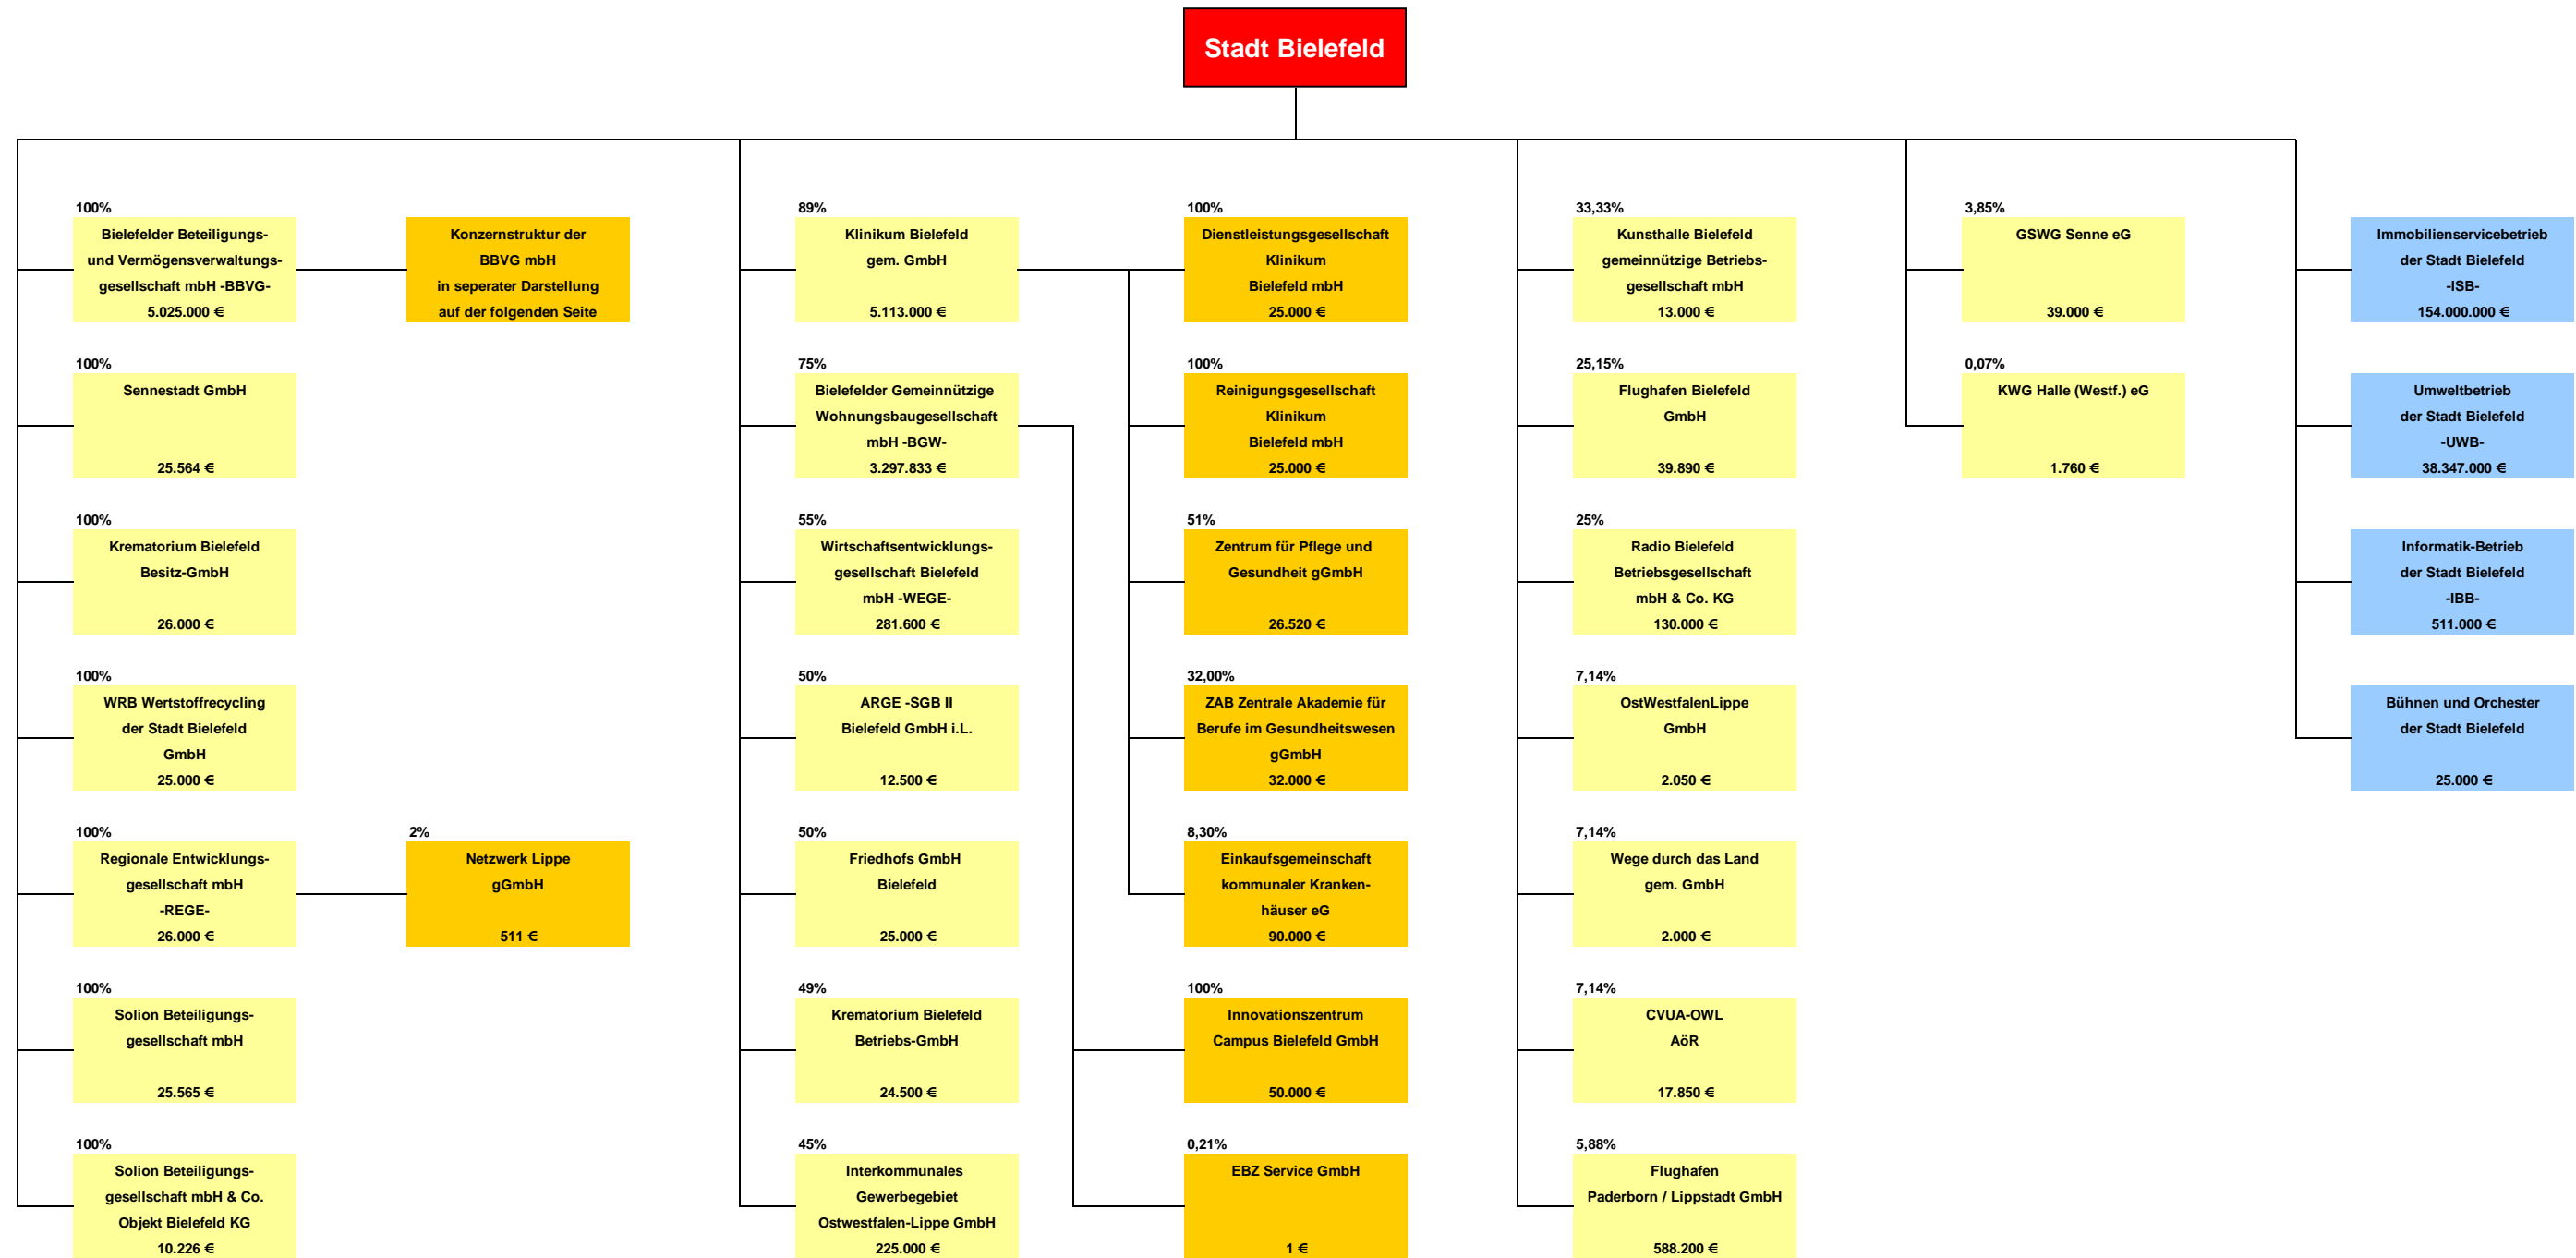 Stadt Bielefeld
100%
Bielefelder Beteiligungs-
und Vermögensverwaltungs-
gesellschaft mbH -BBVG-
5.025.000 €
Konzernstruktur der
BBVG mbH
in seperater Darstellung
auf der folgenden Seite
100%
Sennestadt GmbH
25.564 €
100%
Krematorium Bielefeld
Besitz-GmbH
26.000 €
100%
WRB Wertstoffrecycling
der Stadt Bielefeld
GmbH
25.000 €
100%
Regionale Entwicklungs-
gesellschaft mbH
-REGE-
26.000 €
2%
Netzwerk Lippe
gGmbH
511 €
100%
Solion Beteiligungs-
gesellschaft mbH
25.565 €
100%
Solion Beteiligungs-
gesellschaft mbH & Co.
Objekt Bielefeld KG
10.226 €
89%
Klinikum Bielefeld
gem. GmbH
5.113.000 €
75%
Bielefelder Gemeinnützige
Wohnungsbaugesellschaft
mbH -BGW-
3.297.833 €
55%
Wirtschaftsentwicklungs-
gesellschaft Bielefeld
mbH -WEGE-
281.600 €
50%
ARGE -SGB II
Bielefeld GmbH i.L.
12.500 €
50%
Friedhofs GmbH
Bielefeld
25.000 €
49%
Krematorium Bielefeld
Betriebs-GmbH
24.500 €
45%
Interkommunales
Gewerbegebiet
Ostwestfalen-Lippe GmbH
225.000 €
100%
Dienstleistungsgesellschaft
Klinikum
Bielefeld mbH
25.000 €
100%
Reinigungsgesellschaft
Klinikum
Bielefeld mbH
25.000 €
51%
Zentrum für Pflege und
Gesundheit gGmbH
26.520 €
32,00%
ZAB Zentrale Akademie für
Berufe im Gesundheitswesen
gGmbH
32.000 €
8,30%
Einkaufsgemeinschaft
kommunaler Kranken-
häuser eG
90.000 €
100%
Innovationszentrum
Campus Bielefeld GmbH
50.000 €
0,21%
EBZ Service GmbH
1 €
33,33%
Kunsthalle Bielefeld
gemeinnützige Betriebs-
gesellschaft mbH
13.000 €
25,15%
Flughafen Bielefeld
GmbH
39.890 €
25%
Radio Bielefeld
Betriebsgesellschaft
mbH & Co. KG
130.000 €
7,14%
OstWestfalenLippe
GmbH
2.050 €
7,14%
Wege durch das Land
gem. GmbH
2.000 €
7,14%
CVUA-OWL
AöR
17.850 €
5,88%
Flughafen
Paderborn / Lippstadt GmbH
588.200 €
3,85%
GSWG Senne eG
39.000 €
0,07%
KWG Halle (Westf.) eG
1.760 €
Immobilienservicebetrieb
der Stadt Bielefeld
-ISB-
154.000.000 €
Umweltbetrieb
der Stadt Bielefeld
-UWB-
38.347.000 €
Informatik-Betrieb
der Stadt Bielefeld
-IBB-
511.000 €
Bühnen und Orchester
der Stadt Bielefeld
25.000 €